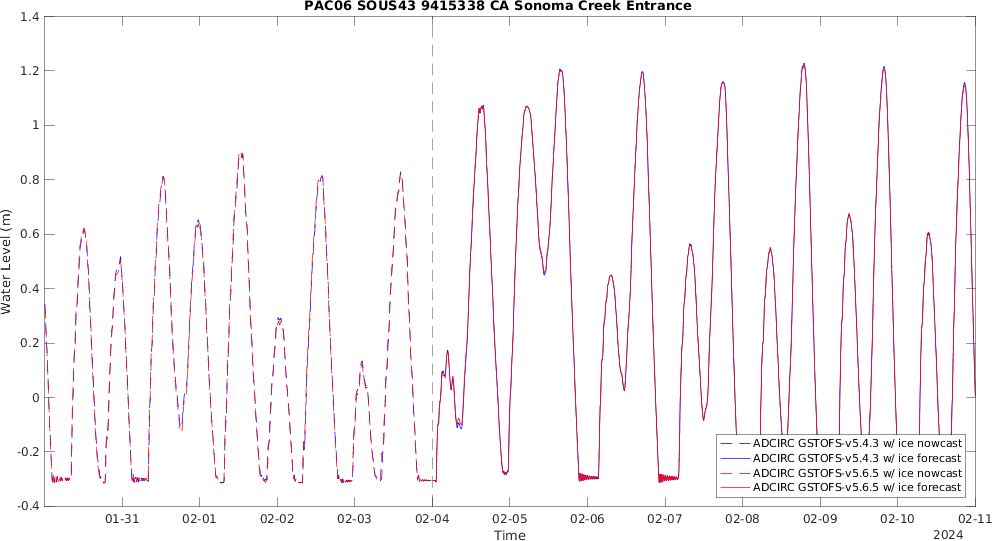 PAC06 SOUS43 9415338 CA Sonoma Creek Entrance
1.4
1.2
1
0.8
0.6
0.4
0.2
0
-0.2
-0.4
Water Level (m)
ADCIRC GSTOFS-v5.4.3 w/ ice nowcast
ADCIRC GSTOFS-v5.4.3 w/ ice forecast
ADCIRC GSTOFS-v5.6.5 w/ ice nowcast
ADCIRC GSTOFS-v5.6.5 w/ ice forecast
01-31 02-01 02-02 02-03 02-04 02-05 02-06 02-07 02-08 02-09 02-10 02-11
Time
2024